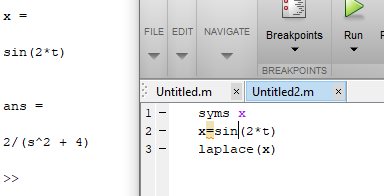 x =
sin(2*t)
ans =
2/(s^2 + 4)
>>
FILE EDIT NAVIGATE Breakpoints Run
BREAKPOINTS
Untitled.m × Untitled2.m ×
1 – syms x
2 – x=sin(2*t)
3 – laplace(x)